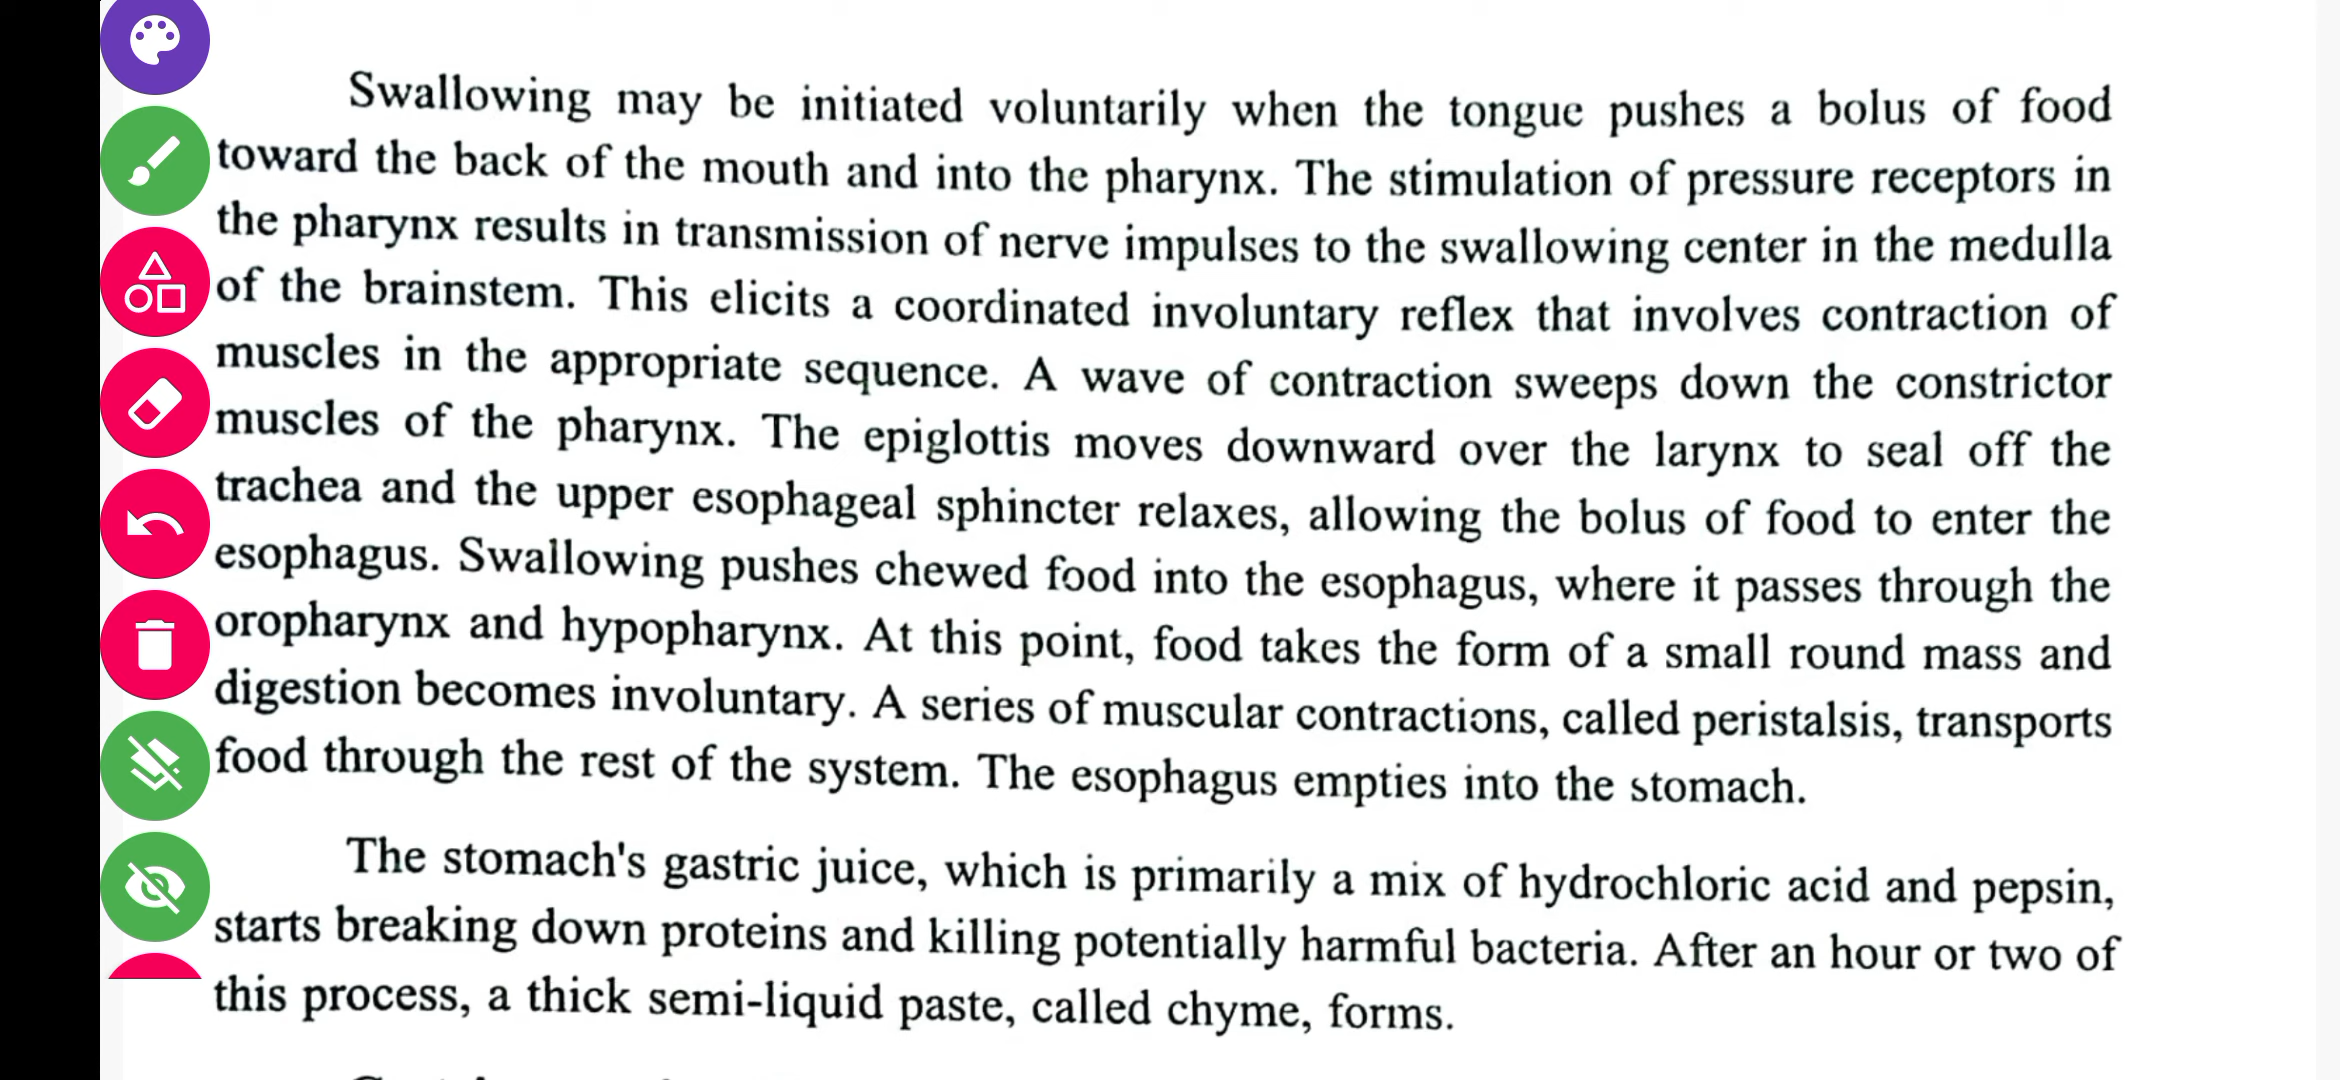 Swallowing may be initiated voluntarily when the tongue pushes a bolus of food
toward the back of the mouth and into the pharynx. The stimulation of pressure receptors in
the pharynx results in transmission of nerve impulses to the swallowing center in the medulla
of the brainstem. This elicits a coordinated involuntary reflex that involves contraction of
muscles in the appropriate sequence. A wave of contraction sweeps down the constrictor
muscles of the pharynx. The epiglottis moves downward over the larynx to seal off the
trachea and the upper esophageal sphincter relaxes, allowing the bolus of food to enter the
esophagus. Swallowing pushes chewed food into the esophagus, where it passes through the
oropharynx and hypopharynx. At this point, food takes the form of a small round mass and
digestion becomes involuntary. A series of muscular contractions, called peristalsis, transports
food through the rest of the system. The esophagus empties into the stomach.
The stomach's gastric juice, which is primarily a mix of hydrochloric acid and pepsin,
starts breaking down proteins and killing potentially harmful bacteria. After an hour or two of
this process, a thick semi-liquid paste, called chyme, forms.